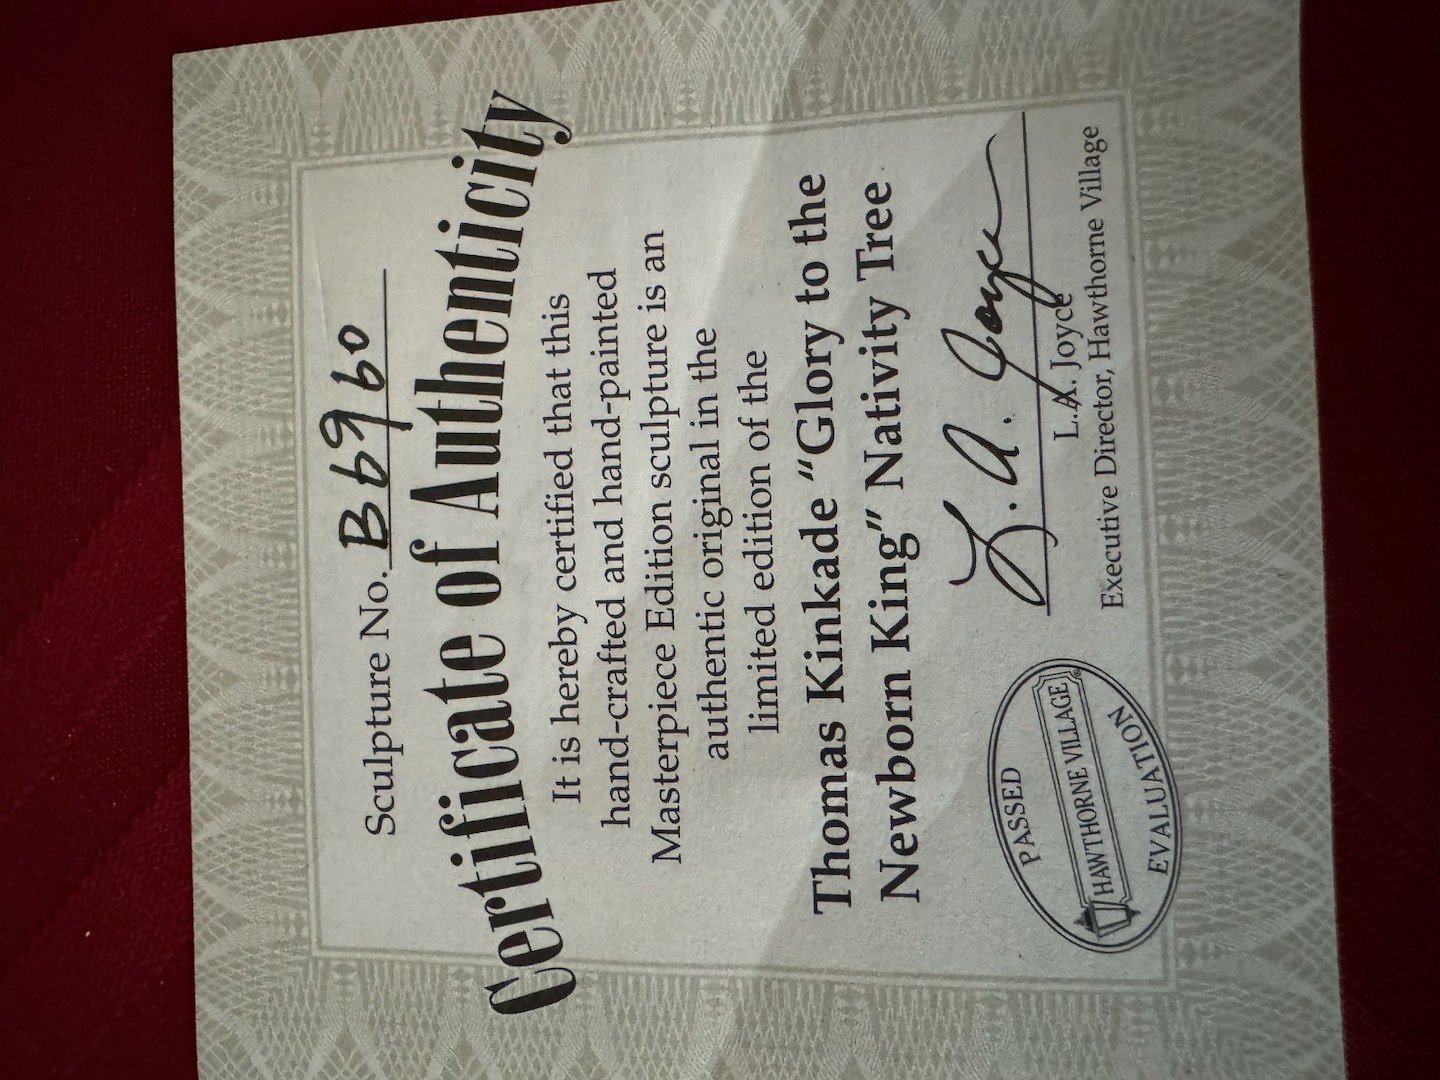 Sculpture No. B6960
Certificate of Authenticity
It is hereby certified that this
hand-crafted and hand-painted
Masterpiece Edition sculpture is an
authentic original in the
limited edition of the
Thomas Kinkade “Glory to the
Newborn King” Nativity Tree
L.A. Joyce
L.A. Joyce
Executive Director, Hawthorne Village
PASSED
HAWTHORNE VILLAGE
EVALUATION